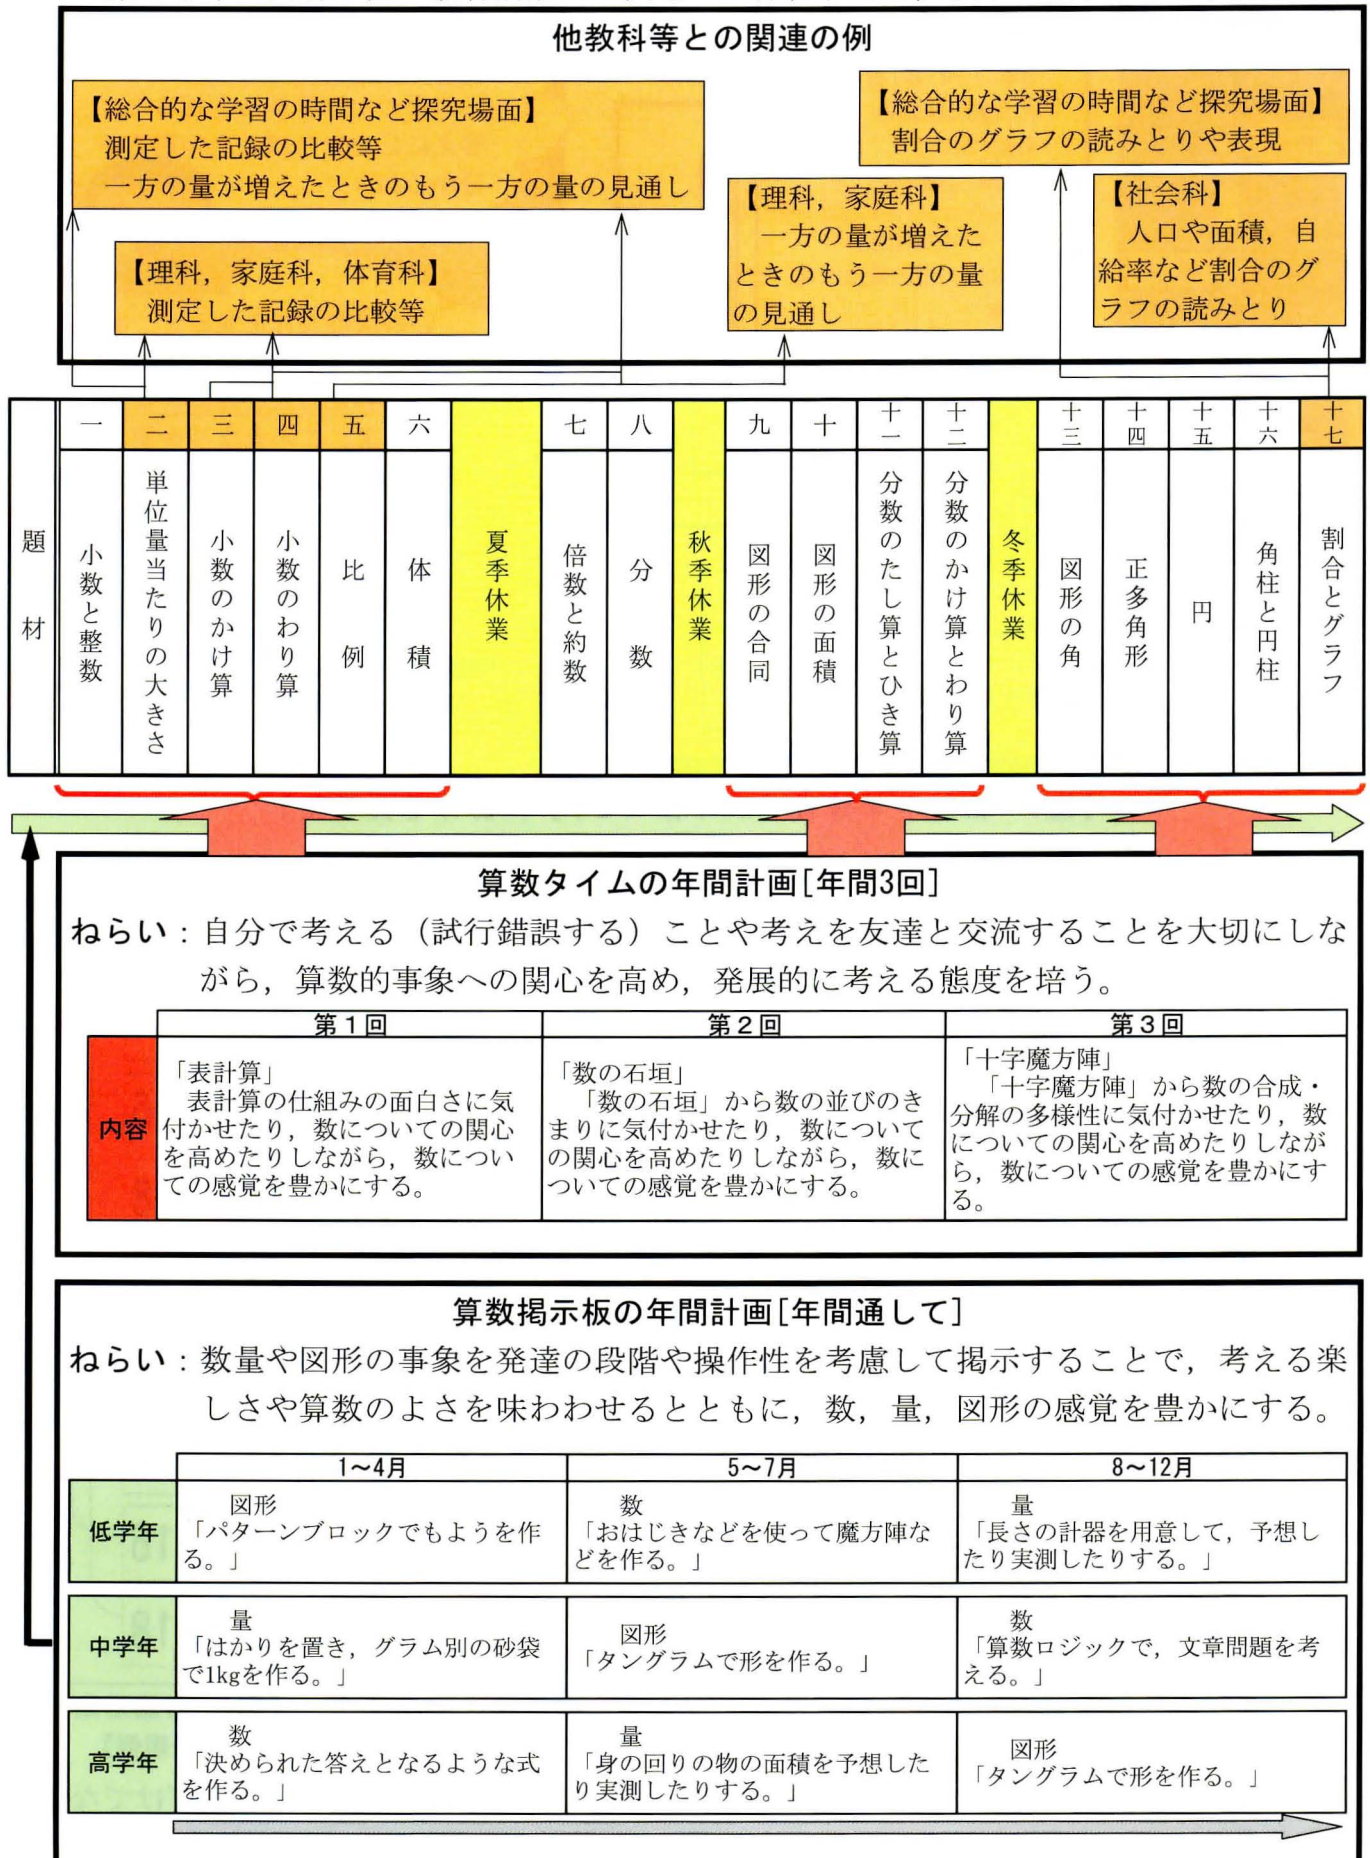 他教科等との関連の例
【総合的な学習の時間など探究場面】
測定した記録の比較等
一方の量が増えたときのもう一方の量の見通し
【理科，家庭科，体育科】
測定した記録の比較等
【理科，家庭科】
一方の量が増えた
ときのもう一方の量
の見通し
【総合的な学習の時間など探究場面】
割合のグラフの読みとりや表現
【社会科】
人口や面積，自
給率など割合のグ
ラフの読みとり
題材
一
小数と整数
二
単位量当たりの大きさ
三
小数のかけ算
四
小数のわり算
五
比例
六
体積
夏季休業
七
倍数と約数
八
分数
秋季休業
九
図形の合同
十
図形の面積
十一
分数のたし算とひき算
十二
分数のかけ算とわり算
冬季休業
十三
図形の角
十四
正多角形
十五
円
十六
角柱と円柱
十七
割合とグラフ
算数タイムの年間計画[年間3回]
ねらい：自分で考える（試行錯誤する）ことや考えを友達と交流することを大切にしな
がら，算数的事象への関心を高め，発展的に考える態度を培う。
第1回
第2回
第3回
内容
「表計算」
表計算の仕組みの面白さに気
付かせたり，数についての関心
を高めたりしながら，数につい
ての感覚を豊かにする。
「数の石垣」
「数の石垣」から数の並びのき
まりに気付かせたり，数について
の関心を高めたりしながら，数に
ついての感覚を豊かにする。
「十字魔方陣」
「十字魔方陣」から数の合成・
分解の多様性に気付かせたり，数
についての関心を高めたりしなが
ら，数についての感覚を豊かにす
る。
算数掲示板の年間計画[年間通して]
ねらい：数量や図形の事象を発達の段階や操作性を考慮して掲示することで，考える楽
しさや算数のよさを味わわせるとともに，数，量，図形の感覚を豊かにする。
1～4月
5～7月
8～12月
低学年
図形
「パターンブロックでもようを作
る。」
数
「おはじきなどを使って魔方陣な
どを作る。」
量
「長さの計器を用意して，予想し
たり実測したりする。」
中学年
量
「はかりを置き，グラム別の砂袋
で1kgを作る。」
図形
「タングラムで形を作る。」
数
「算数ロジックで，文章問題を考
える。」
高学年
数
「決められた答えとなるような式
を作る。」
量
「身の回りの物の面積を予想した
り実測したりする。」
図形
「タングラムで形を作る。」